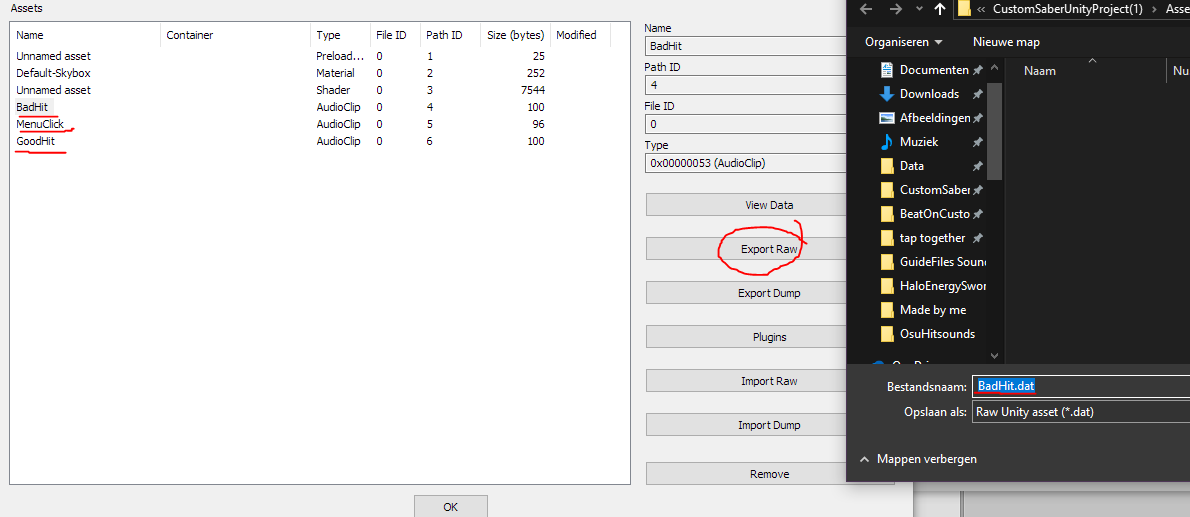 Assets
Name Container Type File ID Path ID Size (bytes) Modified
Unnamed asset Preload... 0 1 25
Default-Skybox Material 0 2 252
Unnamed asset Shader 0 3 7544
BadHit AudioClip 0 4 100
MenuClick AudioClip 0 5 96
GoodHit AudioClip 0 6 100
OK
Name
BadHit
Path ID
4
File ID
0
Type
0x00000053 (AudioClip)
View Data
Export Raw
Export Dump
Plugins
Import Raw
Import Dump
Remove
« CustomSaberUnityProject(1) › Asse
Organiseren Nieuwe map
Naam Nu
Documenten
Downloads
Afbeeldingen
Muziek
Data
CustomSaber
BeatOnCusto
tap together
GuideFiles Soun
HaloEnergySwor
Made by me
OsuHitsounds
Bestandsnaam: BadHit.dat
Opslaan als: Raw Unity asset (*.dat)
Mappen verbergen